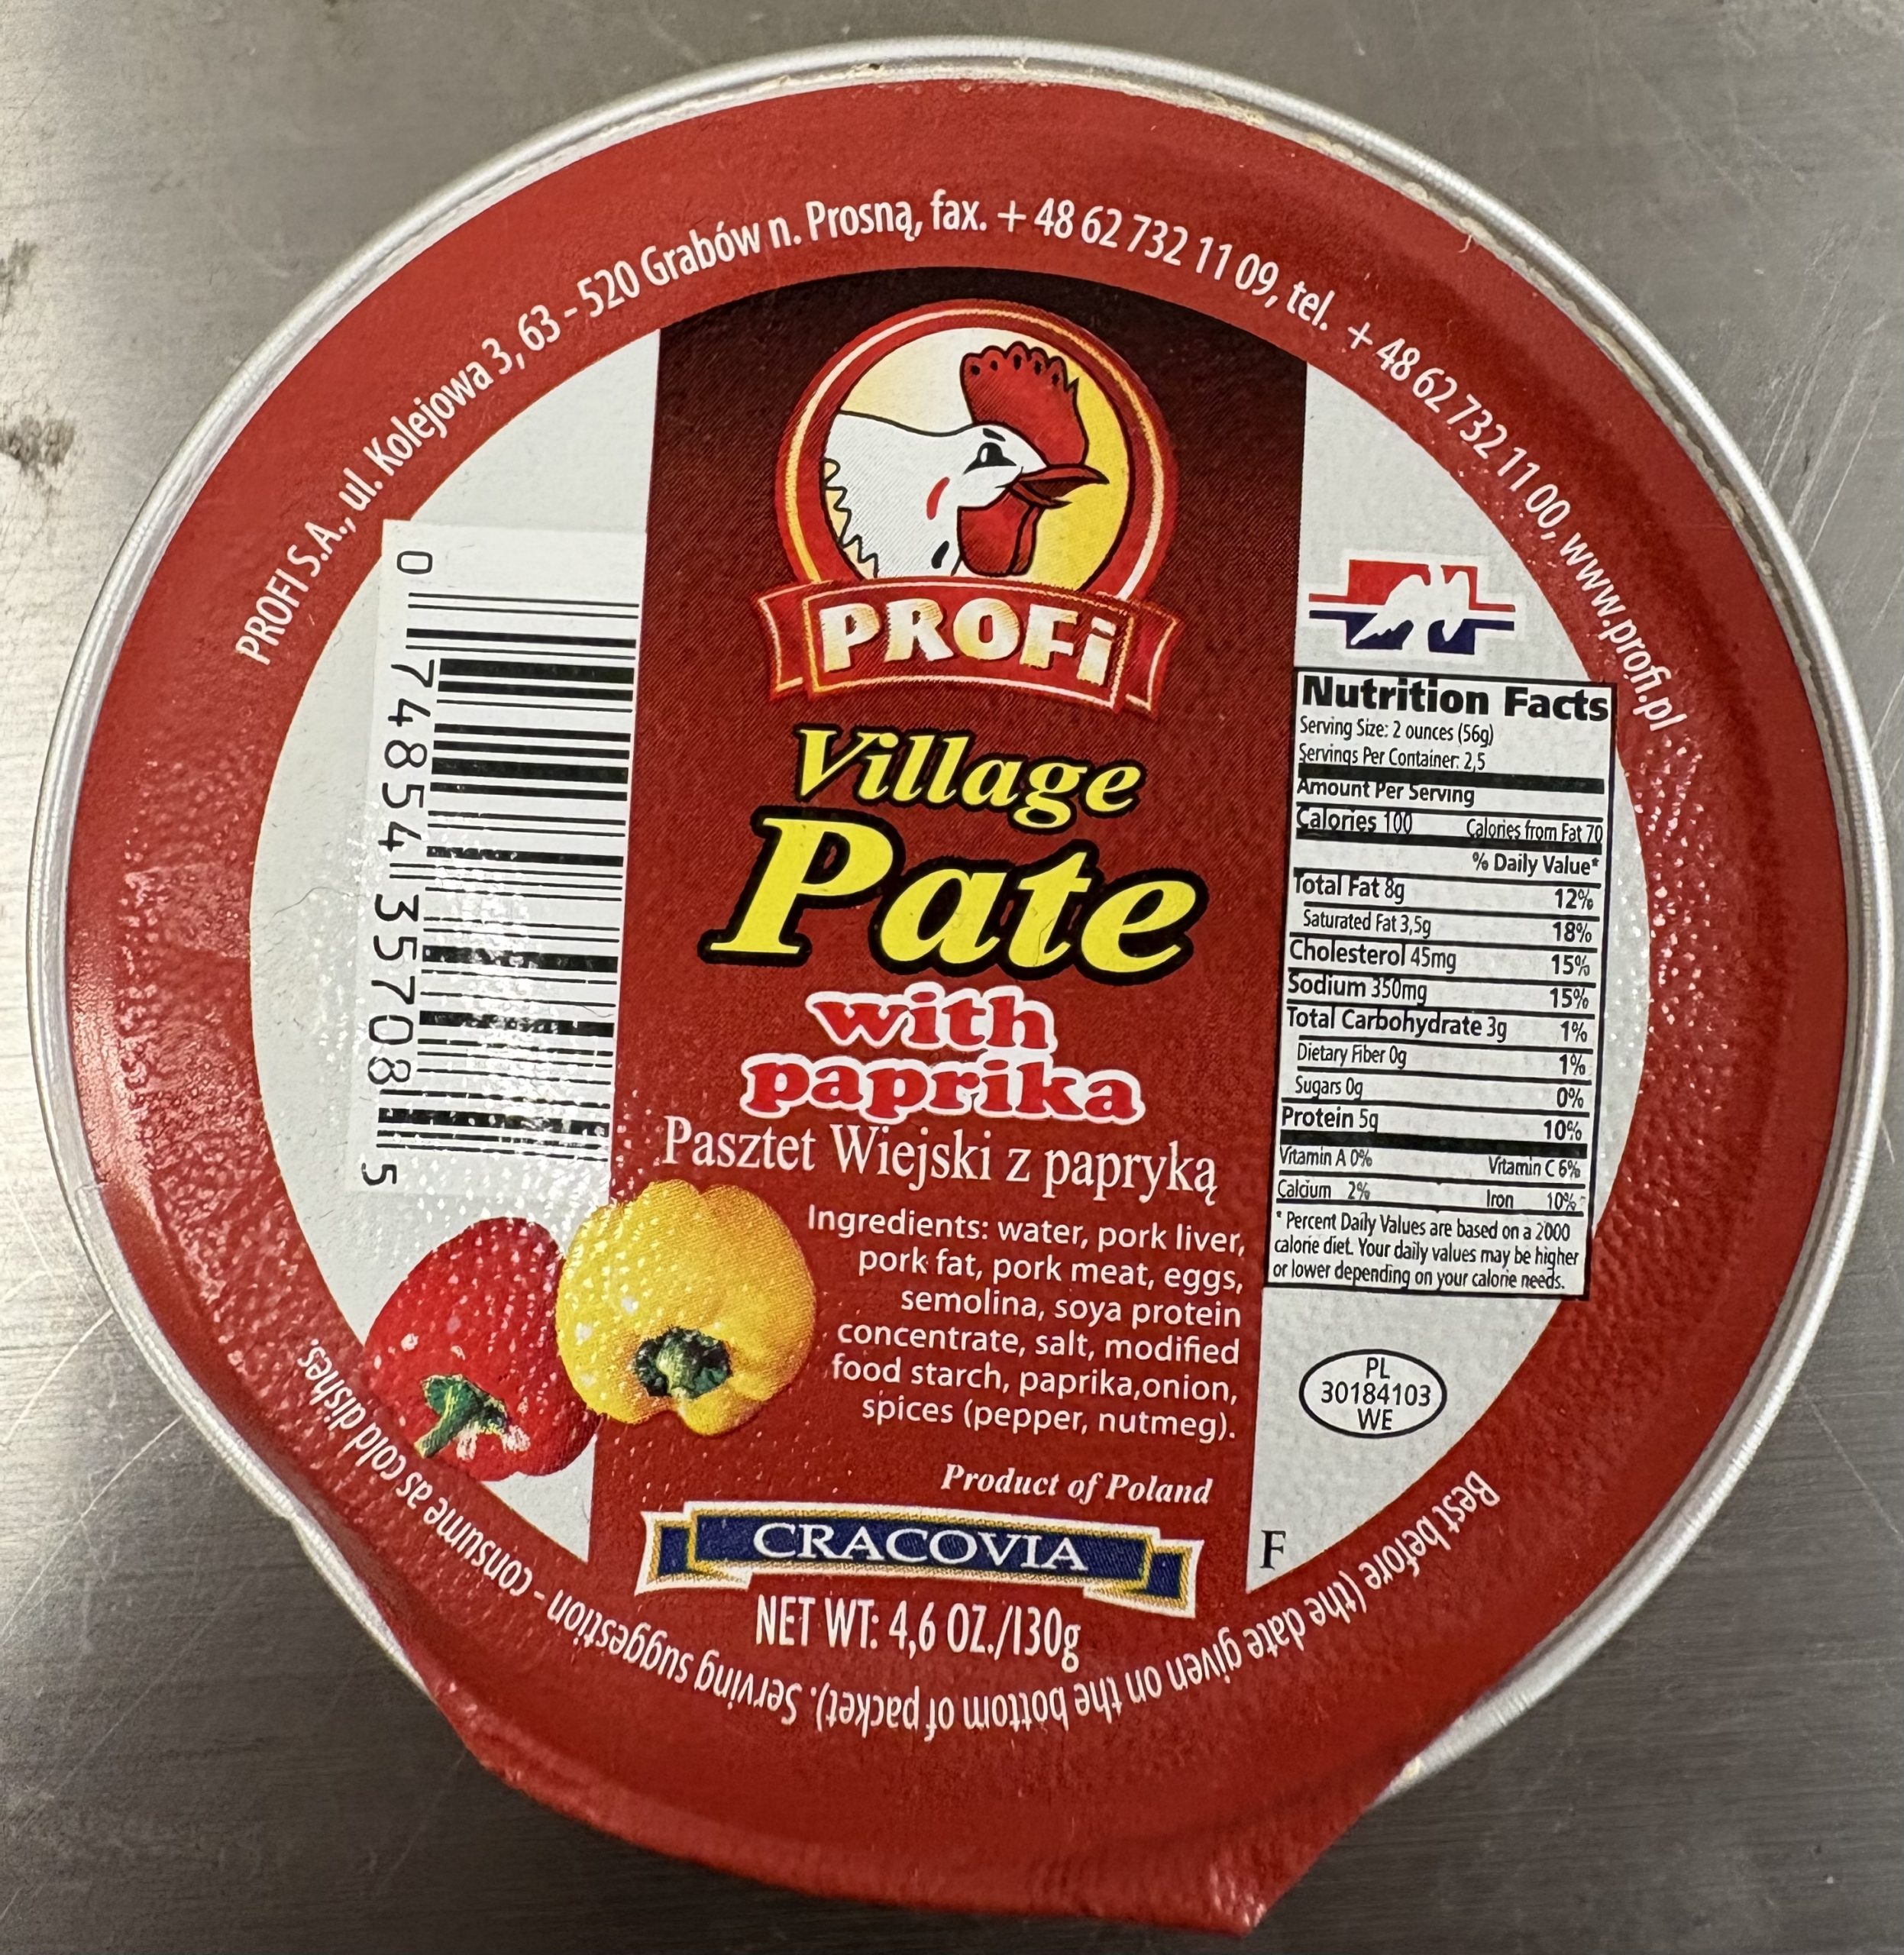 PROFI S.A., ul. Kolejowa 3, 63 - 520 Grabów n. Prosną, fax. + 48 62 732 11 09, tel. + 48 62 732 11 00, www.profi.pl
PROFi
Village
Pate
with
paprika
Pasztet Wiejski z papryką
Ingredients: water, pork liver,
pork fat, pork meat, eggs,
semolina, soya protein
concentrate, salt, modified
food starch, paprika,onion,
spices (pepper, nutmeg).
Product of Poland
CRACOVIA
NET WT: 4,6 OZ./130g
0 74854 35708 5
Nutrition Facts
Serving Size: 2 ounces (56g)
Servings Per Container: 2,5
Amount Per Serving
Calories 100 Calories from Fat 70
% Daily Value*
Total Fat 8g 12%
Saturated Fat 3,5g 18%
Cholesterol 45mg 15%
Sodium 350mg 15%
Total Carbohydrate 3g 1%
Dietary Fiber 0g 1%
Sugars 0g 0%
Protein 5g 10%
Vitamin A 0% Vitamin C 6%
Calcium 2% Iron 10%
* Percent Daily Values are based on a 2000
calorie diet. Your daily values may be higher
or lower depending on your calorie needs.
PL
30184103
WE
F
Best before (the date given on the bottom of packet). Serving suggestion - consume as cold dishes.